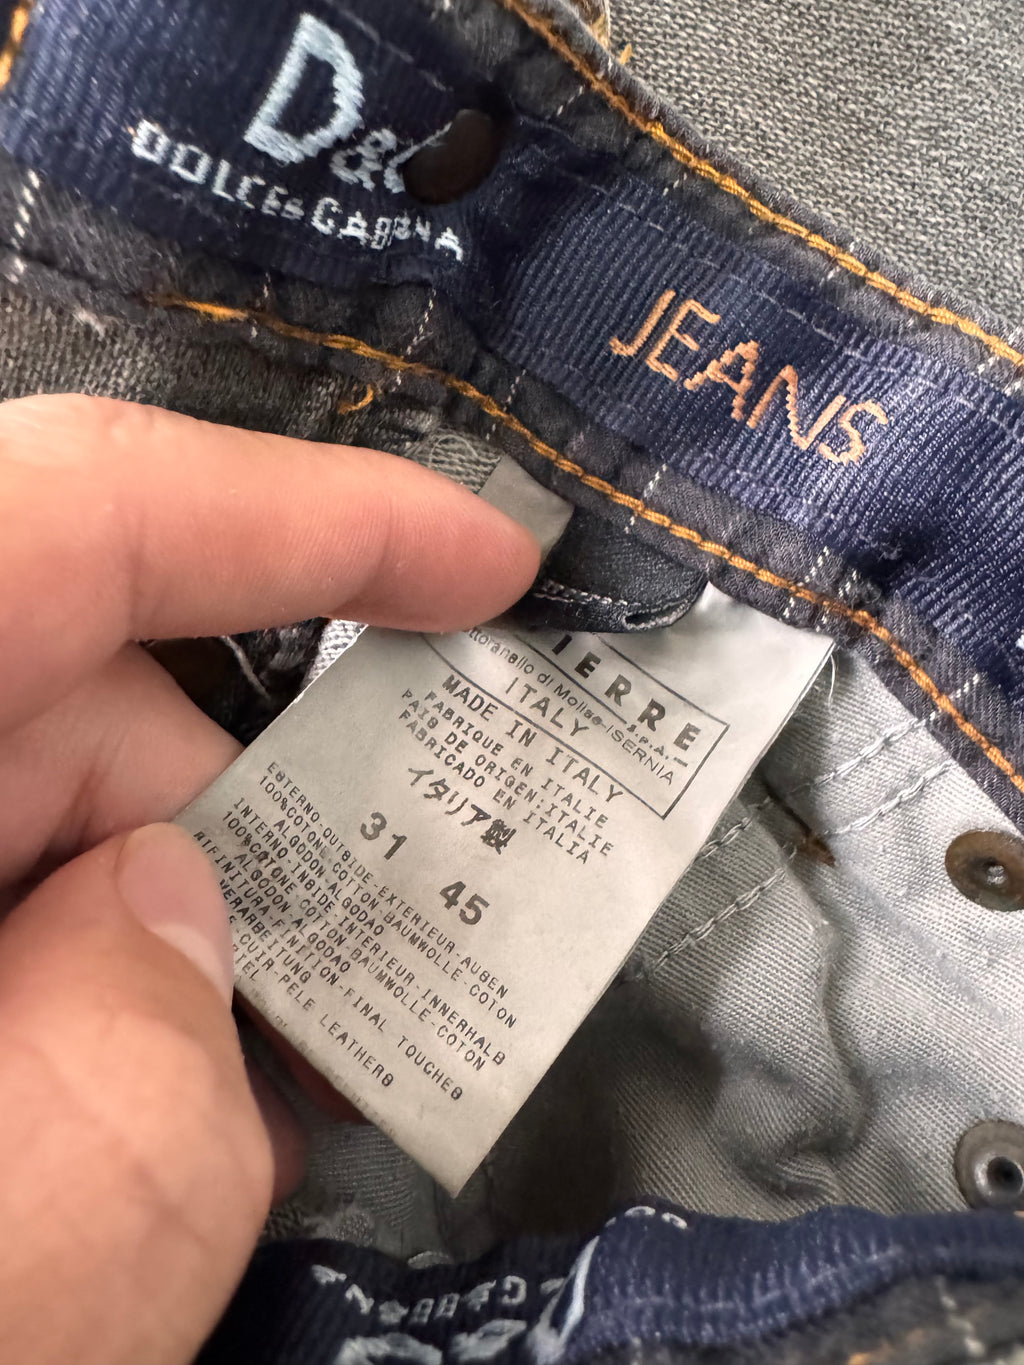 D&
DOLCE&GABBANA
JEANS
IERRE
S.p.A.
ttoranello di Molise-ISERNIA
ITALY
MADE IN ITALY
FABRIQUE EN ITALIE
PAIS DE ORIGEN:ITALIE
FABRICADO EN ITALIA
イタリア製
31
45
ESTERNO-OUTSIDE-EXTERIEUR-AUßEN
100%COTONE-COTTON BAUMWOLLE-COTON
ALGODON-ALGODAO
INTERNO-INSIDE-INTERIEUR-INNERHALB
100%COTONE-COTTON-BAUMWOLLE-COTON
ALGODON-ALGODAO
RIFINITURA-FINITION-FINAL TOUCHES
VERARBEITUNG
CUIR-PELE LEATHERS